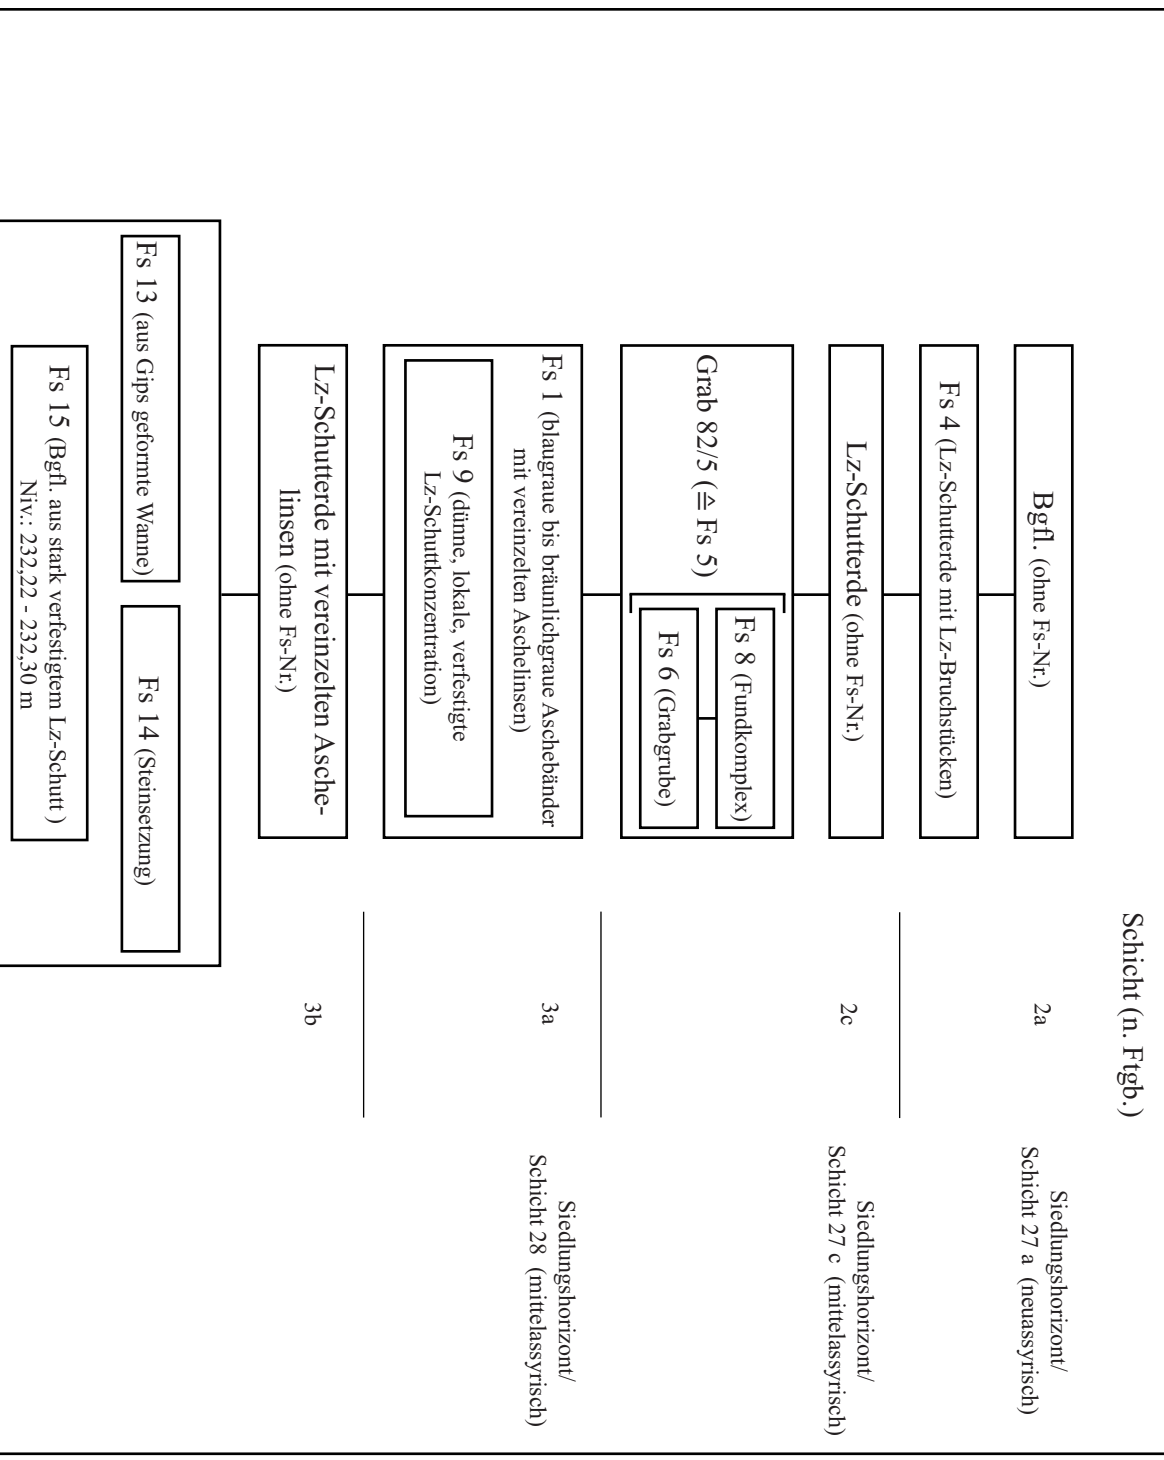 Schicht (n. Ftgb.)
Bgfl. (ohne Fs-Nr.)
2a
Siedlungshorizont/
Schicht 27 a (neuassyrisch)
Fs 4 (Lz-Schutterde mit Lz-Bruchstücken)
Lz-Schutterde (ohne Fs-Nr.)
2c
Siedlungshorizont/
Schicht 27 c (mittelassyrisch)
Grab 82/5 (≙ Fs 5)
Fs 8 (Fundkomplex)
Fs 6 (Grabgrube)
Fs 1 (blaugraue bis bräunlichgraue Aschebänder
mit vereinzelten Aschelinsen)
Fs 9 (dünne, lokale, verfestigte
Lz-Schuttkonzentration)
3a
Siedlungshorizont/
Schicht 28 (mittelassyrisch)
Lz-Schutterde mit vereinzelten Asche-
linsen (ohne Fs-Nr.)
3b
Fs 13 (aus Gips geformte Wanne)
Fs 14 (Steinsetzung)
Fs 15 (Bgfl. aus stark verfestigtem Lz-Schutt )
Niv.: 232,22 - 232,30 m